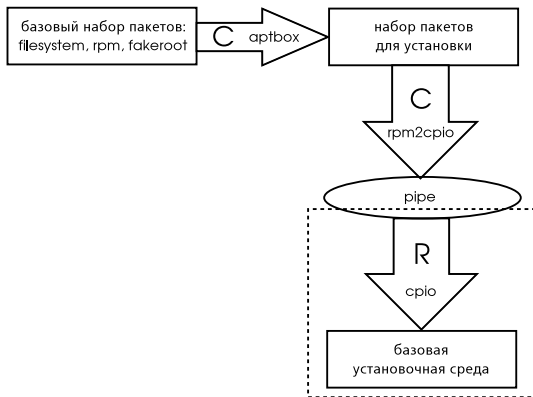 базовый набор пакетов:
filesystem, rpm, fakeroot
C aptbox
набор пакетов
для установки
C
rpm2cpio
pipe
R
cpio
базовая
установочная среда